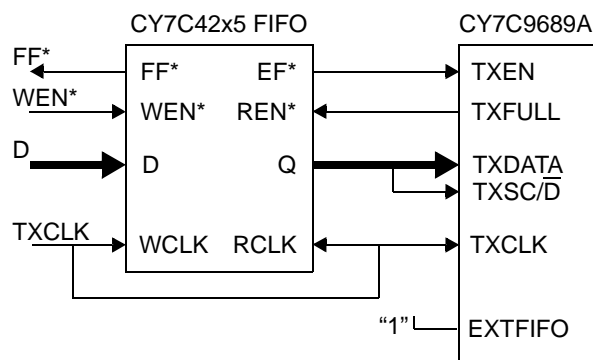 CY7C42x5 FIFO
CY7C9689A
FF*
FF*
EF*
TXEN
WEN*
WEN*
REN*
TXFULL
D
D
Q
TXDATA
TXSC/D̅
TXCLK
WCLK
RCLK
TXCLK
“1”
EXTFIFO